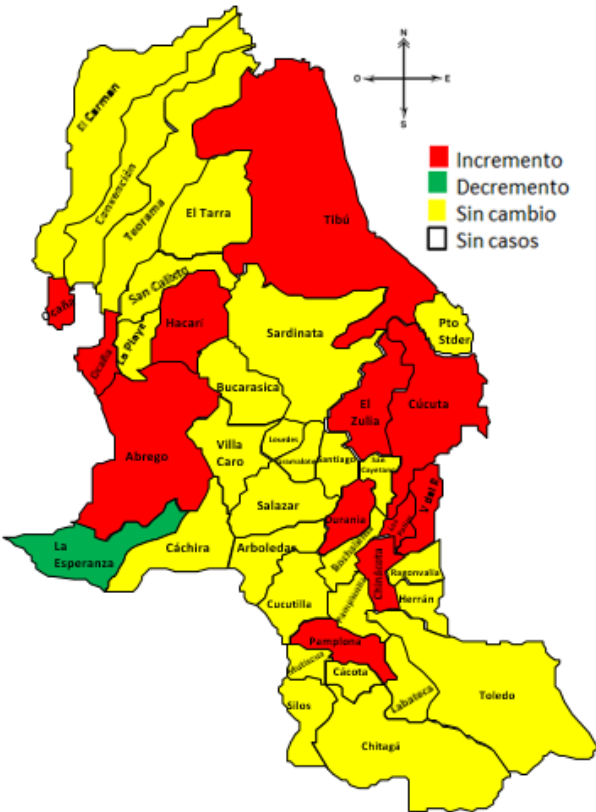 N
O
E
S
Incremento
Decremento
Sin cambio
Sin casos
El Carmen
Convención
Teorama
El Tarra
Tibú
San Calixto
Ocaña
Hacarí
La Playe
Ocaña
Sardinata
Pto
Stder
Bucarasica
El
Zulia
Cúcuta
Abrego
Villa
Caro
Lourdes
Santiago
San
Cayetano
V del R
Salazar
Durania
La
Esperanza
Cáchira
Arboledas
Bochalema
Chinácota
Ragonvalia
Herrán
Cucutilla
Pamplonita
Pamplona
Mutiscua
Cácota
Labateca
Toledo
Silos
Chitagá